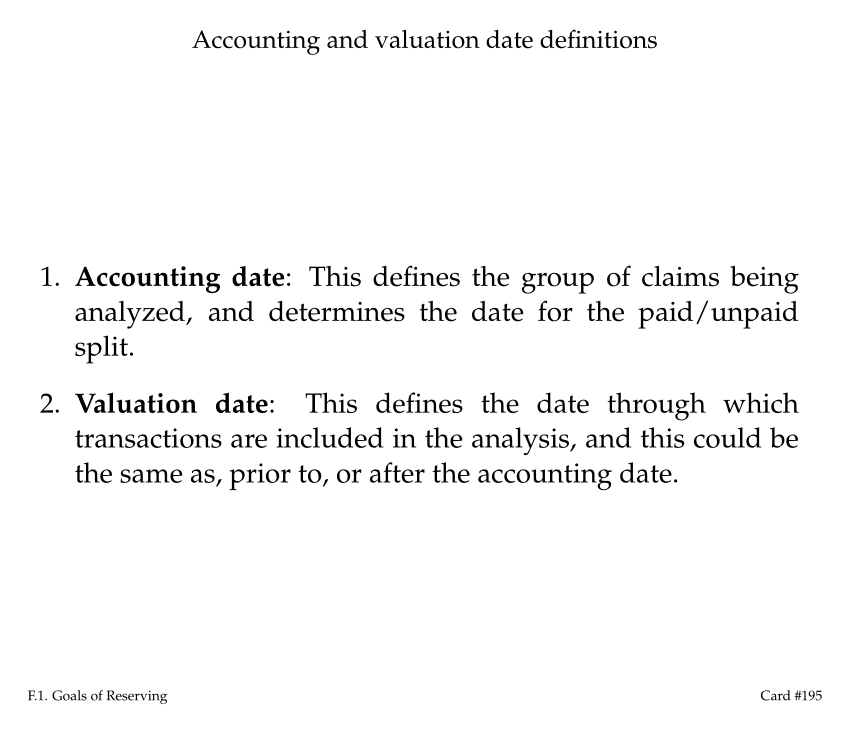 Accounting and valuation date definitions
1. Accounting date: This defines the group of claims being
analyzed, and determines the date for the paid/unpaid
split.
2. Valuation date: This defines the date through which
transactions are included in the analysis, and this could be
the same as, prior to, or after the accounting date.
F.1. Goals of Reserving
Card #195